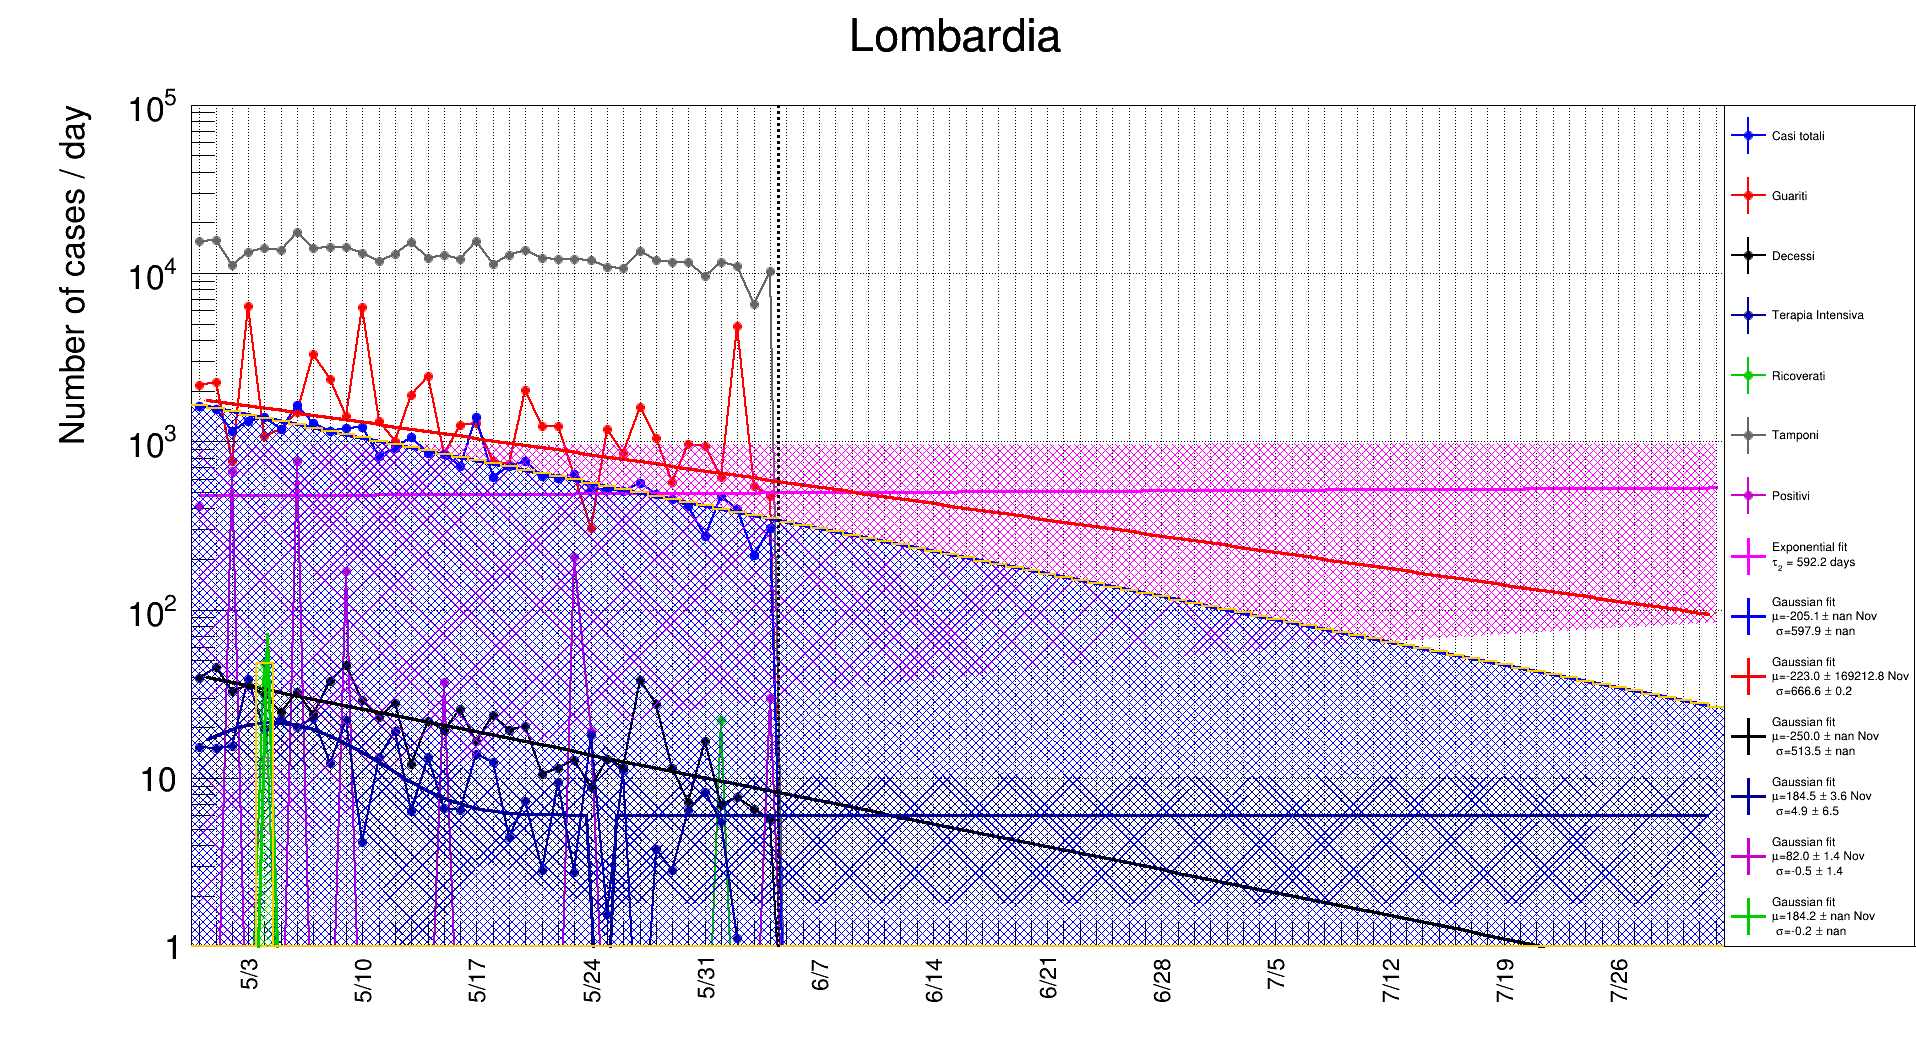 Lombardia
Number of cases / day
10^5
10^4
10^3
10^2
10
1
5/3
5/10
5/17
5/24
5/31
6/7
6/14
6/21
6/28
7/5
7/12
7/19
7/26
Casi totali
Guariti
Decessi
Terapia Intensiva
Ricoverati
Tamponi
Positivi
Exponential fit
τ₂ = 592.2 days
Gaussian fit
μ=-205.1 ± nan Nov
σ=597.9 ± nan
Gaussian fit
μ=-223.0 ± 169212.8 Nov
σ=666.6 ± 0.2
Gaussian fit
μ=-250.0 ± nan Nov
σ=513.5 ± nan
Gaussian fit
μ=184.5 ± 3.6 Nov
σ=4.9 ± 6.5
Gaussian fit
μ=82.0 ± 1.4 Nov
σ=-0.5 ± 1.4
Gaussian fit
μ=184.2 ± nan Nov
σ=-0.2 ± nan